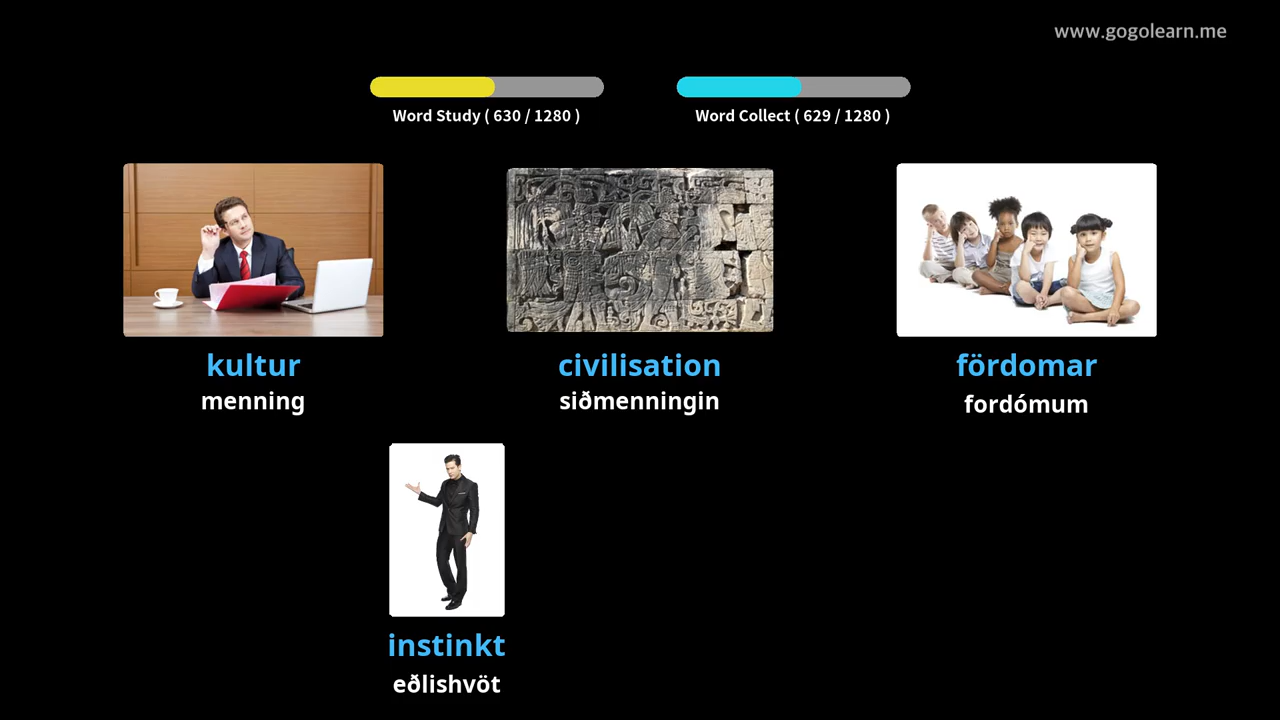 www.gogolearn.me
Word Study ( 630 / 1280 )
Word Collect ( 629 / 1280 )
kultur
menning
civilisation
siðmenningin
fördomar
fordómum
instinkt
eðlishvöt